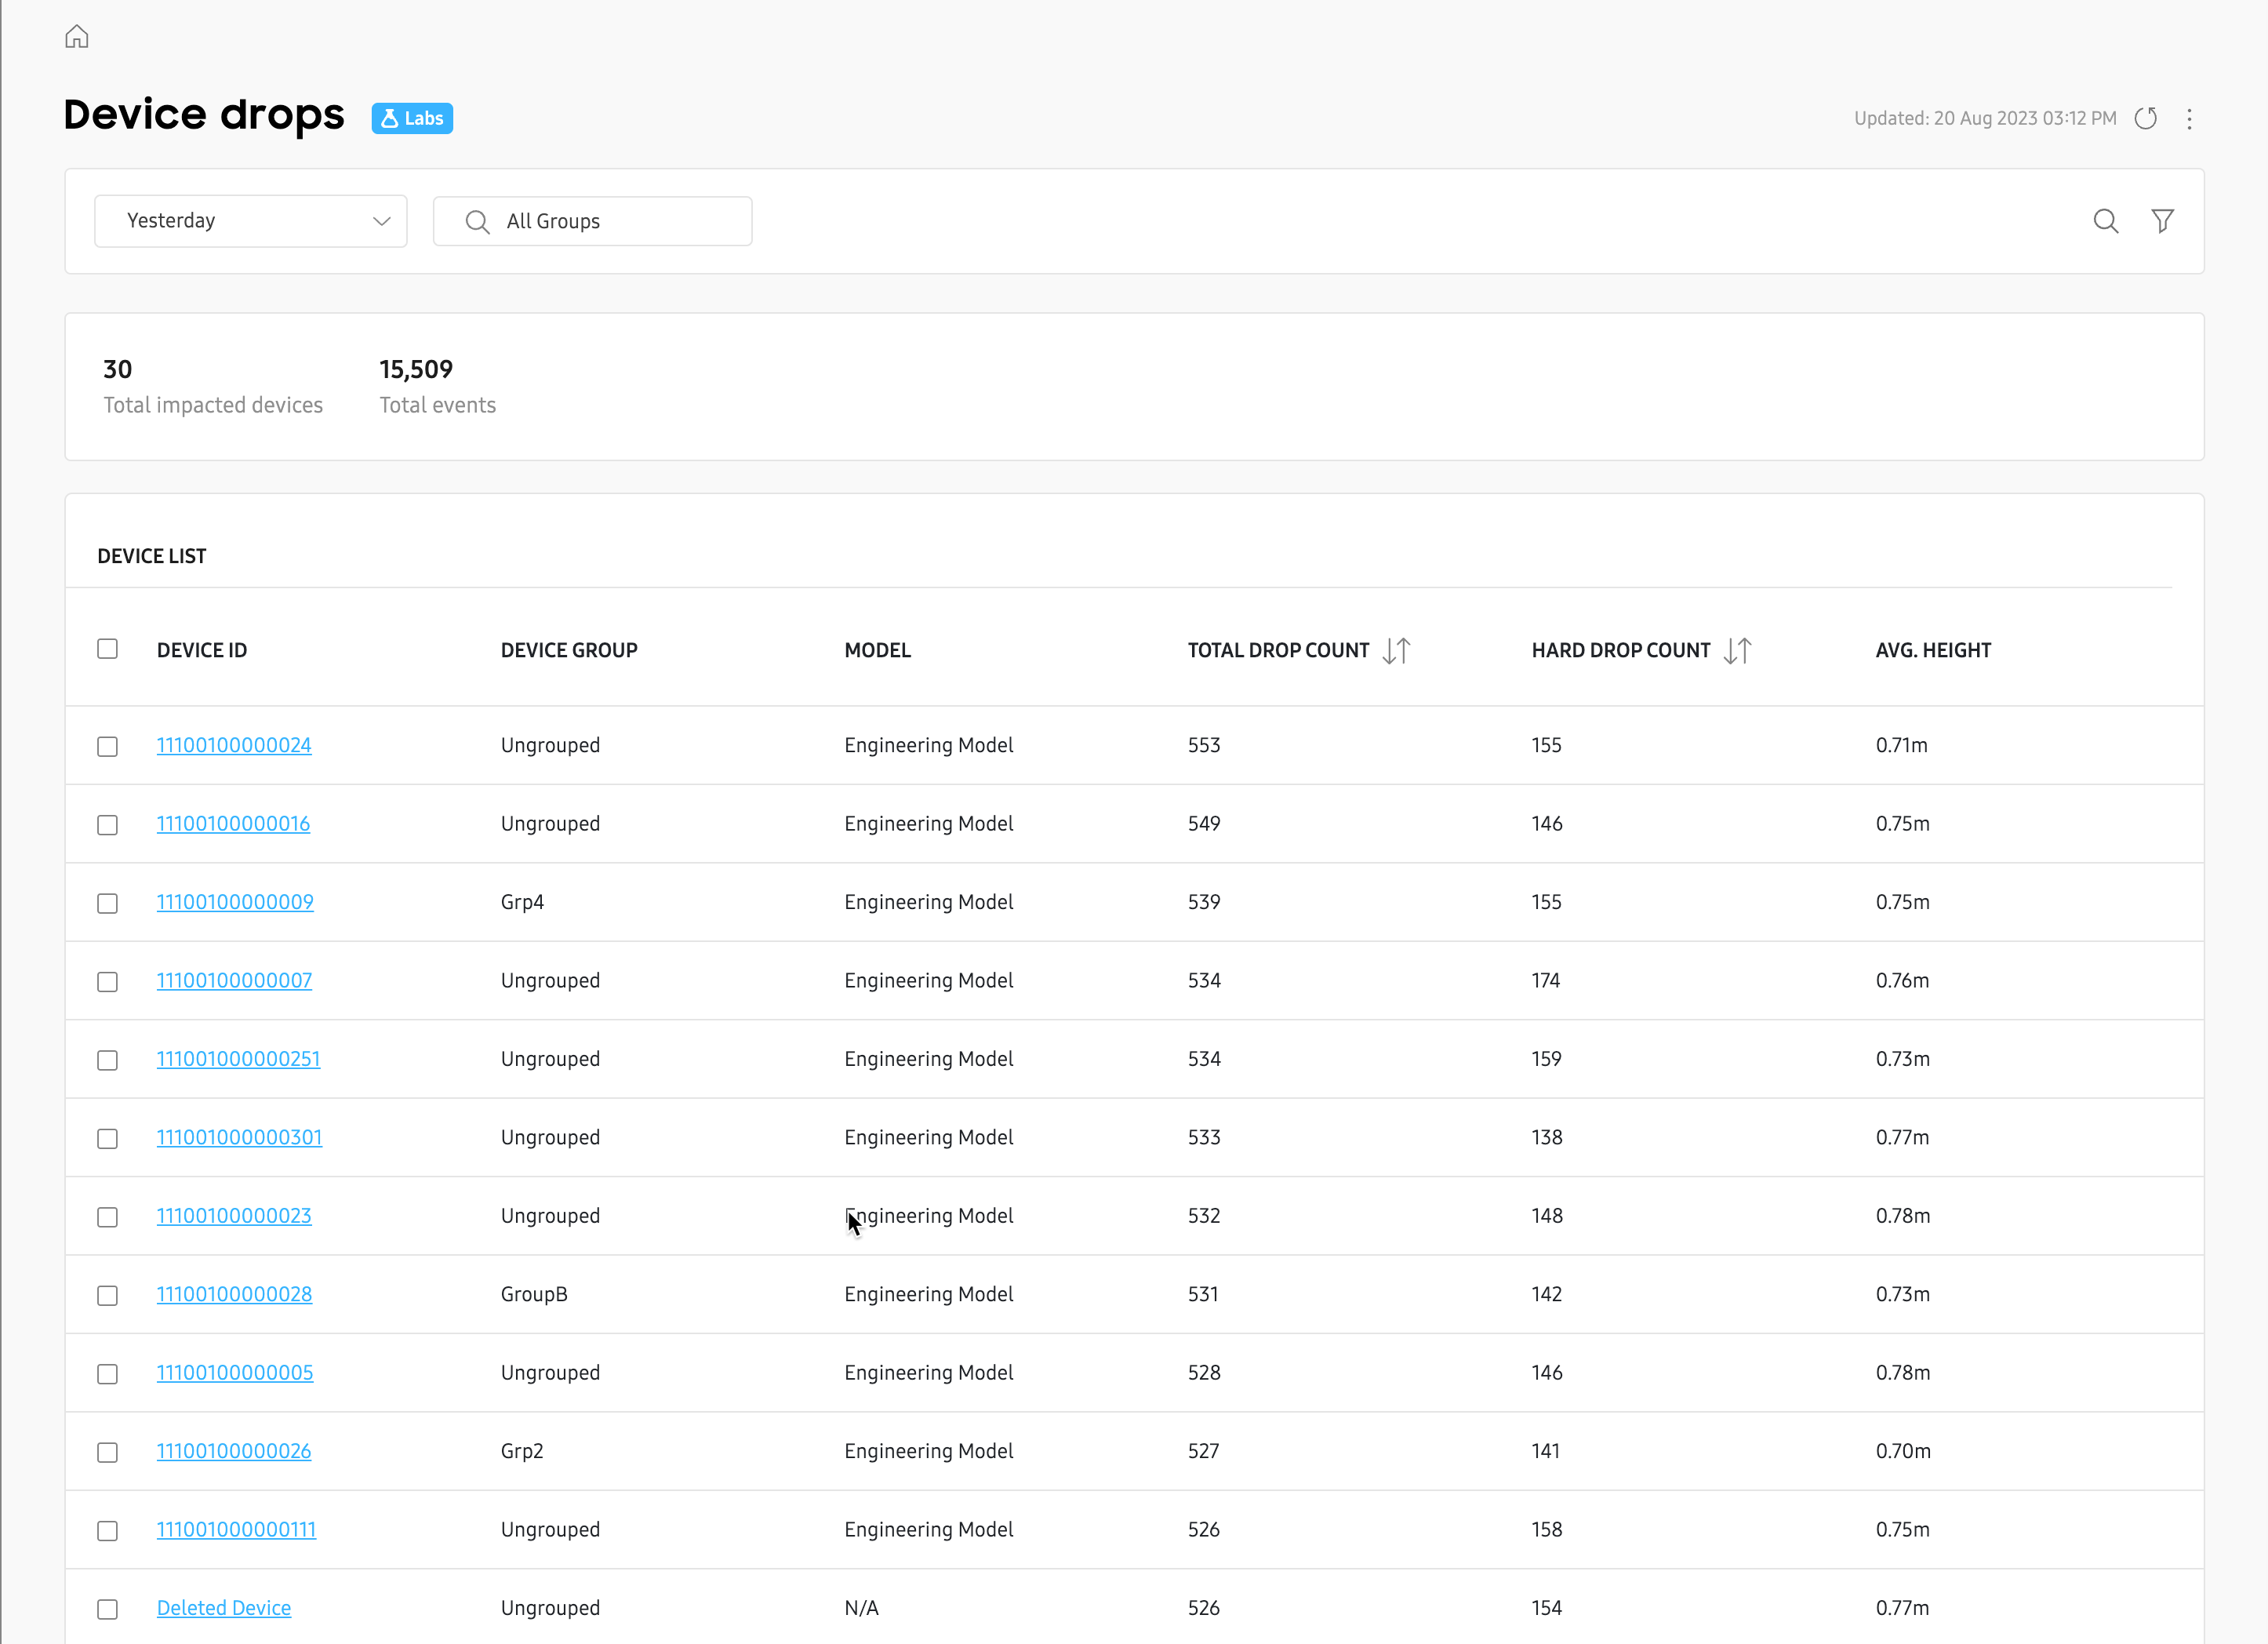 Device drops Labs Updated: 20 Aug 2023 03:12 PM
Yesterday All Groups
30 15,509
Total impacted devices Total events
DEVICE LIST
DEVICE ID DEVICE GROUP MODEL TOTAL DROP COUNT HARD DROP COUNT AVG. HEIGHT
11100100000024 Ungrouped Engineering Model 553 155 0.71m
11100100000016 Ungrouped Engineering Model 549 146 0.75m
11100100000009 Grp4 Engineering Model 539 155 0.75m
11100100000007 Ungrouped Engineering Model 534 174 0.76m
111001000000251 Ungrouped Engineering Model 534 159 0.73m
111001000000301 Ungrouped Engineering Model 533 138 0.77m
11100100000023 Ungrouped Engineering Model 532 148 0.78m
11100100000028 GroupB Engineering Model 531 142 0.73m
11100100000005 Ungrouped Engineering Model 528 146 0.78m
11100100000026 Grp2 Engineering Model 527 141 0.70m
111001000000111 Ungrouped Engineering Model 526 158 0.75m
Deleted Device Ungrouped N/A 526 154 0.77m